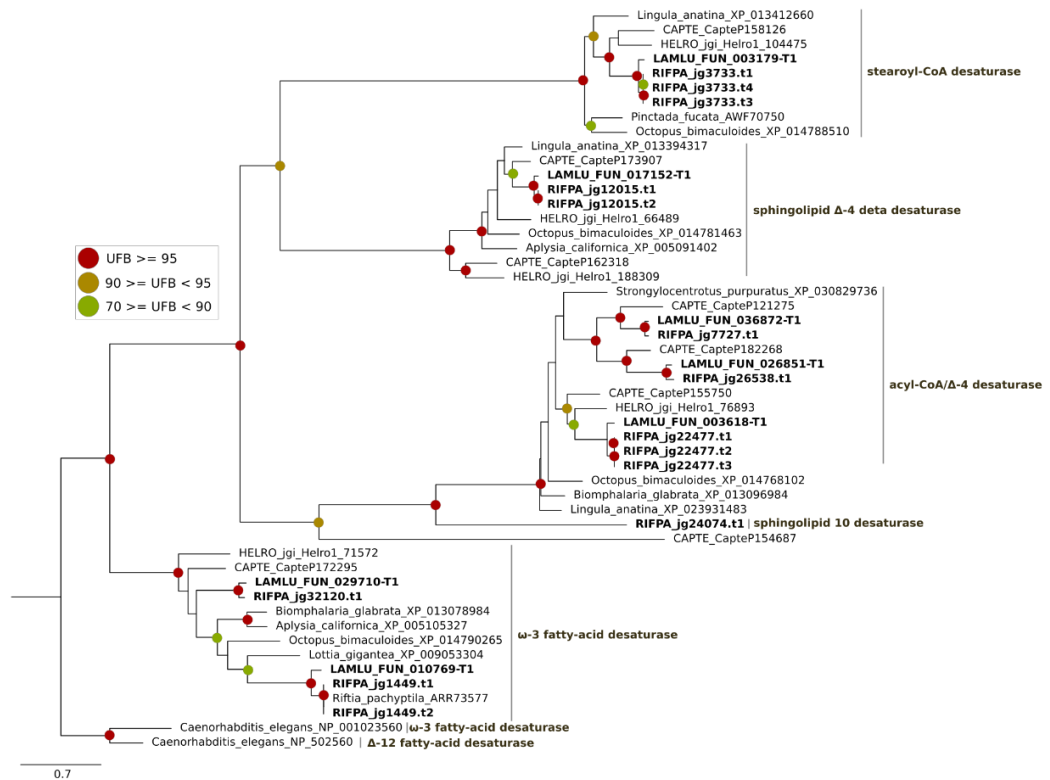 Lingula_anatina_XP_013412660
CAPTE_CapteP158126
HELRO_jgi_Helro1_104475
LAMLU_FUN_003179-T1
RIFPA_jg3733.t1
RIFPA_jg3733.t4
RIFPA_jg3733.t3
Pinctada_fucata_AWF70750
Octopus_bimaculoides_XP_014788510
stearoyl-CoA desaturase
Lingula_anatina_XP_013394317
CAPTE_CapteP173907
LAMLU_FUN_017152-T1
RIFPA_jg12015.t1
RIFPA_jg12015.t2
HELRO_jgi_Helro1_66489
Octopus_bimaculoides_XP_014781463
Aplysia_californica_XP_005091402
CAPTE_CapteP162318
HELRO_jgi_Helro1_188309
sphingolipid Δ-4 deta desaturase
UFB >= 95
90 >= UFB < 95
70 >= UFB < 90
Strongylocentrotus_purpuratus_XP_030829736
CAPTE_CapteP121275
LAMLU_FUN_036872-T1
RIFPA_jg7727.t1
CAPTE_CapteP182268
LAMLU_FUN_026851-T1
RIFPA_jg26538.t1
CAPTE_CapteP155750
HELRO_jgi_Helro1_76893
LAMLU_FUN_003618-T1
RIFPA_jg22477.t1
RIFPA_jg22477.t2
RIFPA_jg22477.t3
acyl-CoA/Δ-4 desaturase
Octopus_bimaculoides_XP_014768102
Biomphalaria_glabrata_XP_013096984
Lingula_anatina_XP_023931483
RIFPA_jg24074.t1 | sphingolipid 10 desaturase
CAPTE_CapteP154687
HELRO_jgi_Helro1_71572
CAPTE_CapteP172295
LAMLU_FUN_029710-T1
RIFPA_jg32120.t1
Biomphalaria_glabrata_XP_013078984
Aplysia_californica_XP_005105327
Octopus_bimaculoides_XP_014790265
Lottia_gigantea_XP_009053304
LAMLU_FUN_010769-T1
RIFPA_jg1449.t1
Riftia_pachyptila_ARR73577
RIFPA_jg1449.t2
ω-3 fatty-acid desaturase
Caenorhabditis_elegans_NP_001023560 |ω-3 fatty-acid desaturase
Caenorhabditis_elegans_NP_502560 | Δ-12 fatty-acid desaturase
0.7